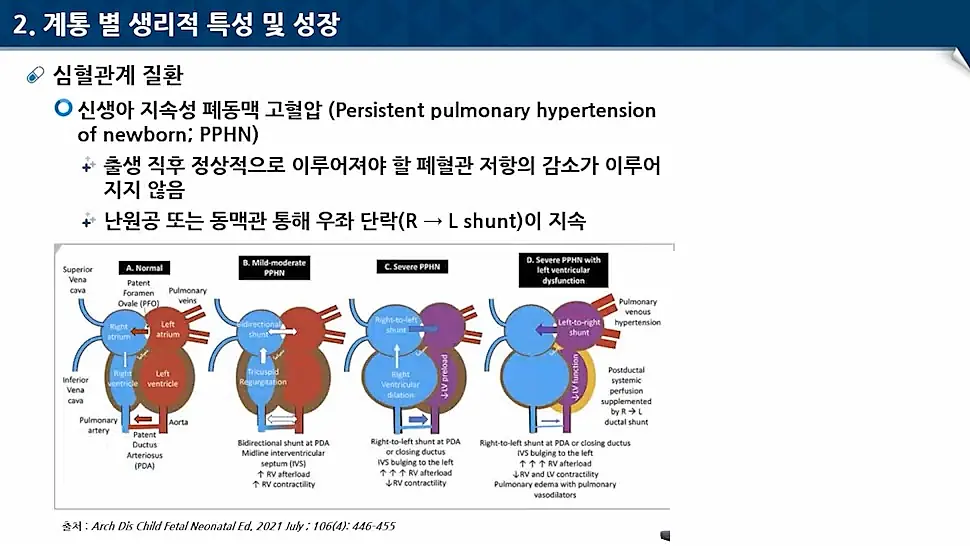 2. 계통 별 생리적 특성 및 성장
심혈관계 질환
신생아 지속성 폐동맥 고혈압 (Persistent pulmonary hypertension
of newborn; PPHN)
출생 직후 정상적으로 이루어져야 할 폐혈관 저항의 감소가 이루어
지지 않음
난원공 또는 동맥관 통해 우좌 단락(R → L shunt)이 지속
A. Normal
Superior
Vena
cava
Patent
Foramen
Ovale (PFO)
Pulmonary
veins
Right
atrium
Left
atrium
Right
ventricle
Left
ventricle
Inferior
Vena
cava
Pulmonary
artery
Aorta
Patent
Ductus
Arteriosus
(PDA)
B. Mild-moderate
PPHN
Bidirectional
shunt
Tricuspid
Regurgitation
Bidirectional shunt at PDA
Midline interventricular
septum (IVS)
↑ RV afterload
↑ RV contractility
C. Severe PPHN
Right-to-left
shunt
Right
Ventricular
dilation
↓LV preload
Right-to-left shunt at PDA
or closing ductus
IVS bulging to the left
↑ ↑ ↑ RV afterload
↓RV contractility
D. Severe PPHN with
left ventricular
dysfunction
Left-to-right
shunt
Pulmonary
venous
hypertension
↓LV function
Postductal
systemic
perfusion
supplemented
by R → L
ductal shunt
Right-to-left shunt at PDA or closing ductus
IVS bulging to the left
↑ ↑ ↑ RV afterload
↓RV and LV contractility
Pulmonary edema with pulmonary
vasodilators
출처 : Arch Dis Child Fetal Neonatal Ed. 2021 July ; 106(4): 446-455